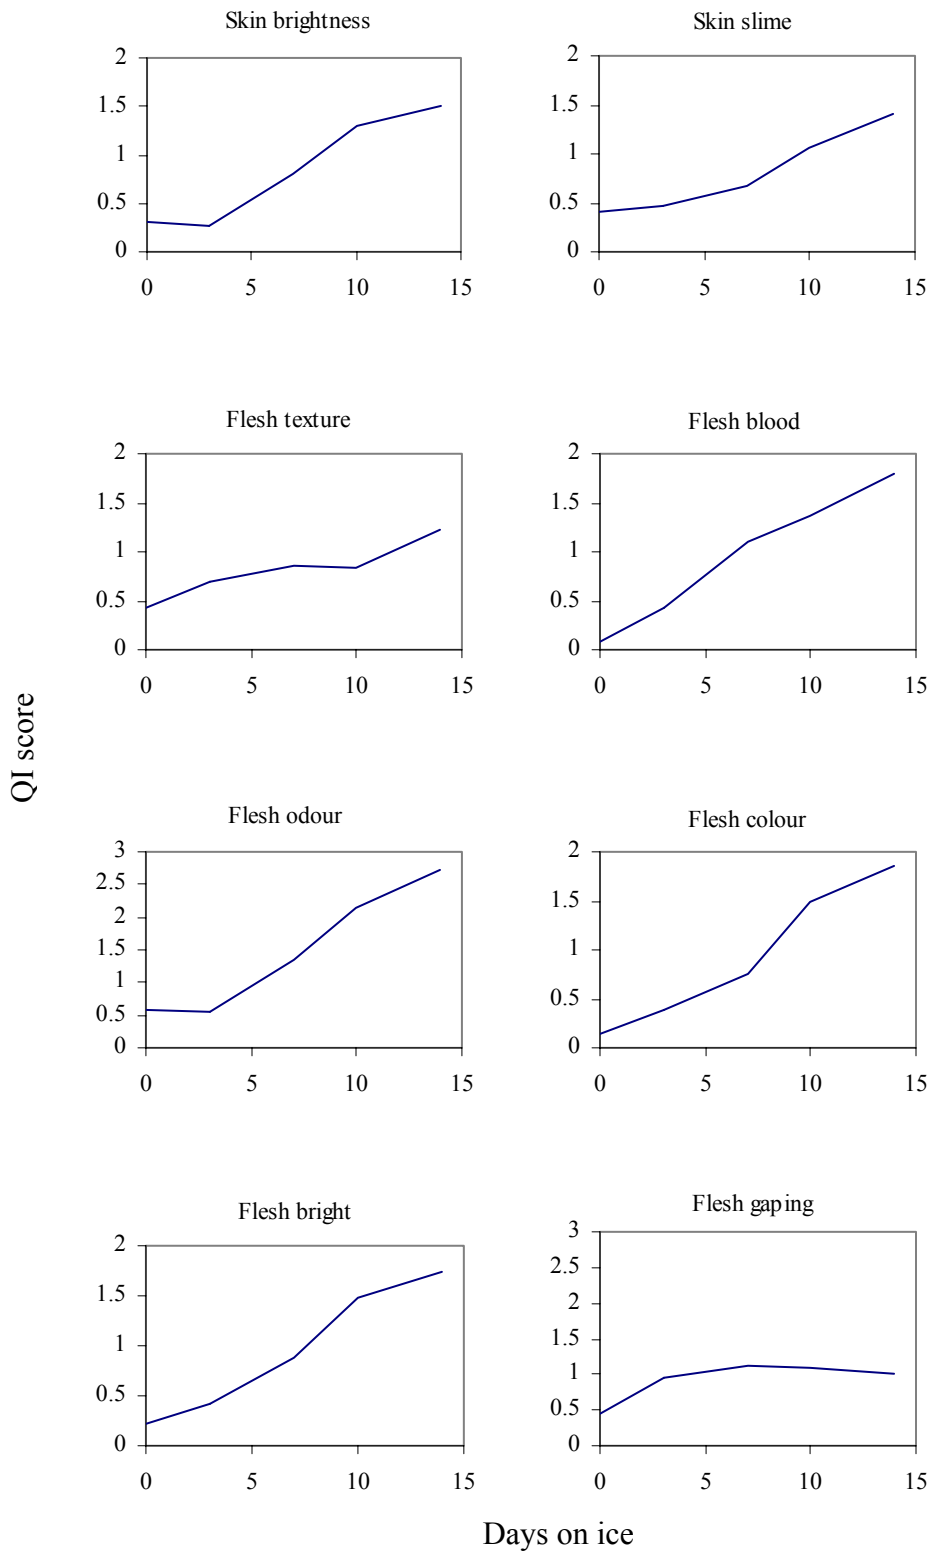 Skin brightness
2
1.5
1
0.5
0
0 5 10 15
Skin slime
2
1.5
1
0.5
0
0 5 10 15
Flesh texture
2
1.5
1
0.5
0
0 5 10 15
Flesh blood
2
1.5
1
0.5
0
0 5 10 15
QI score
Flesh odour
3
2.5
2
1.5
1
0.5
0
0 5 10 15
Flesh colour
2
1.5
1
0.5
0
0 5 10 15
Flesh bright
2
1.5
1
0.5
0
0 5 10 15
Flesh gaping
3
2.5
2
1.5
1
0.5
0
0 5 10 15
Days on ice